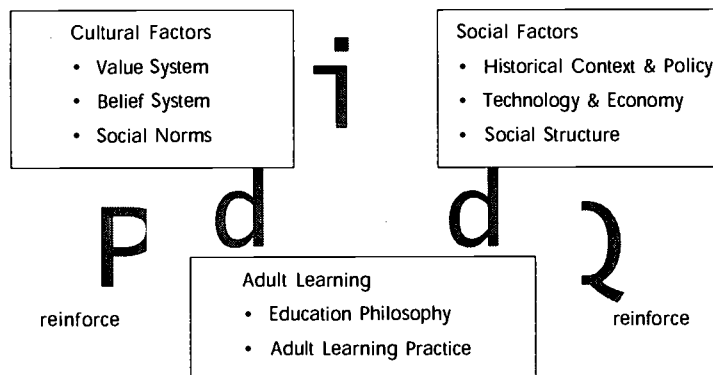 Cultural Factors
• Value System
• Belief System
• Social Norms
i
Social Factors
• Historical Context & Policy
• Technology & Economy
• Social Structure
P
d
d
Q
Adult Learning
• Education Philosophy
• Adult Learning Practice
reinforce
reinforce